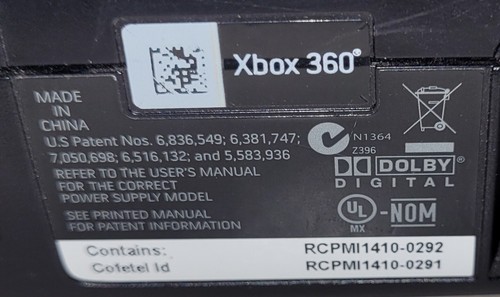 Xbox 360®
MADE
IN
CHINA
U.S Patent Nos. 6,836,549; 6,381,747;
7,050,698; 6,516,132; and 5,583,936
REFER TO THE USER'S MANUAL
FOR THE CORRECT
POWER SUPPLY MODEL
SEE PRINTED MANUAL
FOR PATENT INFORMATION
N1364
Z396
DOLBY
DIGITAL
UL-NOM
MX
Contains: RCPMI1410-0292
Cofetel Id RCPMI1410-0291